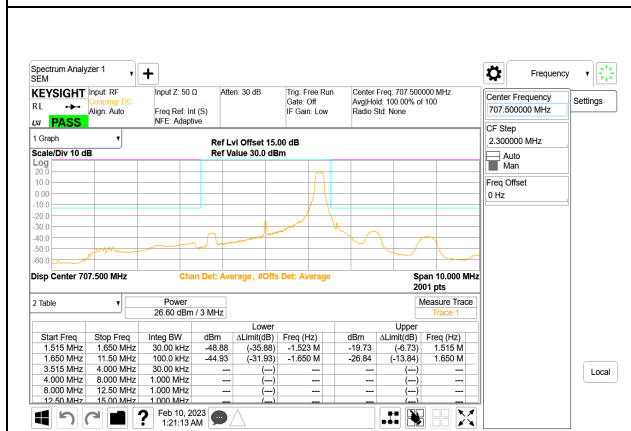 Spectrum Analyzer 1
SEM
+
Frequency
KEYSIGHT
RL
LXI PASS
Input: RF
Coupling: DC
Align: Auto
Input Z: 50 Ω
Freq Ref: Int (S)
NFE: Adaptive
Atten: 30 dB
Trig: Free Run
Gate: Off
IF Gain: Low
Center Freq: 707.500000 MHz
Avg|Hold: 100.00% of 100
Radio Std: None
Center Frequency
707.500000 MHz
Settings
CF Step
2.300000 MHz
Auto
Man
Freq Offset
0 Hz
1 Graph
Scale/Div 10 dB
Ref Lvl Offset 15.00 dB
Ref Value 30.0 dBm
Log
20.0
10.0
0.00
-10.0
-20.0
-30.0
-40.0
-50.0
-60.0
Disp Center 707.500 MHz
Chan Det: Average, #Offs Det: Average
Span 10.000 MHz
2001 pts
2 Table
Power
26.60 dBm / 3 MHz
Measure Trace
Trace 1
Lower Upper
Start Freq Stop Freq Integ BW dBm ΔLimit(dB) Freq (Hz) dBm ΔLimit(dB) Freq (Hz)
1.515 MHz 1.650 MHz 30.00 kHz -48.88 (-35.88) -1.523 M -19.73 (-6.73) 1.515 M
1.650 MHz 11.50 MHz 100.0 kHz -44.93 (-31.93) -1.650 M -26.84 (-13.84) 1.650 M
3.515 MHz 4.000 MHz 30.00 kHz --- (---) --- --- (---) ---
4.000 MHz 8.000 MHz 1.000 MHz --- (---) --- --- (---) ---
8.000 MHz 12.50 MHz 1.000 MHz --- (---) --- --- (---) ---
12.50 MHz 15.00 MHz 1.000 MHz --- (---) --- --- (---) ---
Local
?
Feb 10, 2023
1:21:13 AM